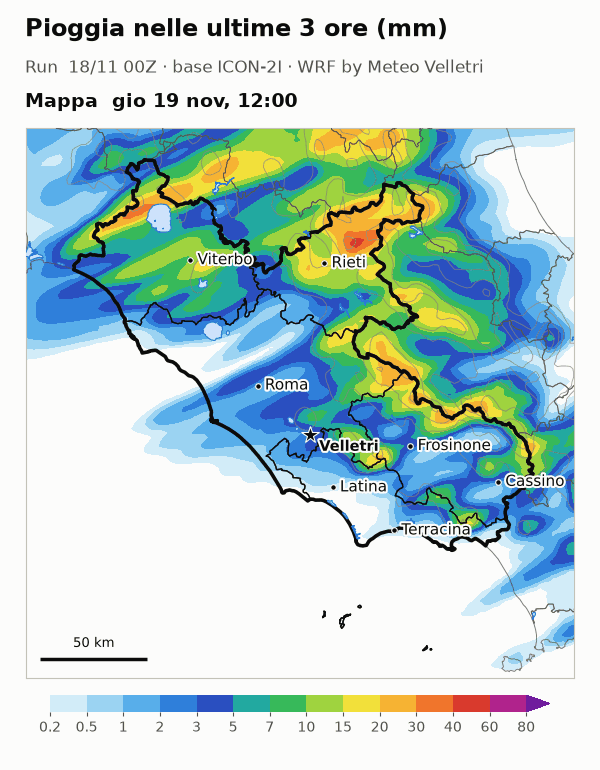 Pioggia nelle ultime 3 ore (mm)
Run  18/11 00Z · base ICON-2I · WRF by Meteo Velletri
Mappa  gio 19 nov, 12:00
Viterbo
Rieti
Roma
Velletri
Frosinone
Cassino
Latina
Terracina
50 km
0.2 0.5 1 2 3 5 7 10 15 20 30 40 60 80